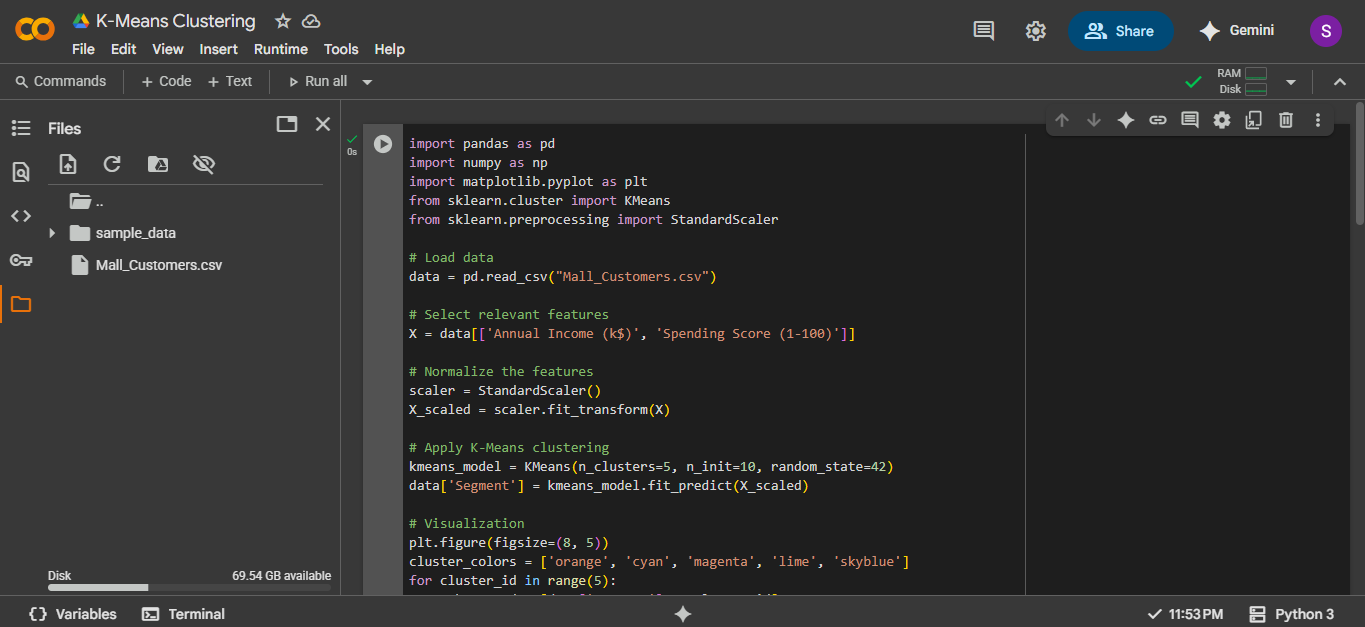 K-Means Clustering
File Edit View Insert Runtime Tools Help
Share
Gemini
S
Commands + Code + Text Run all
RAM
Disk
Files
..
sample_data
Mall_Customers.csv
Disk 69.54 GB available
0s
import pandas as pd
import numpy as np
import matplotlib.pyplot as plt
from sklearn.cluster import KMeans
from sklearn.preprocessing import StandardScaler
# Load data
data = pd.read_csv("Mall_Customers.csv")
# Select relevant features
X = data[['Annual Income (k$)', 'Spending Score (1-100)']]
# Normalize the features
scaler = StandardScaler()
X_scaled = scaler.fit_transform(X)
# Apply K-Means clustering
kmeans_model = KMeans(n_clusters=5, n_init=10, random_state=42)
data['Segment'] = kmeans_model.fit_predict(X_scaled)
# Visualization
plt.figure(figsize=(8, 5))
cluster_colors = ['orange', 'cyan', 'magenta', 'lime', 'skyblue']
for cluster_id in range(5):
{} Variables Terminal
11:53 PM Python 3